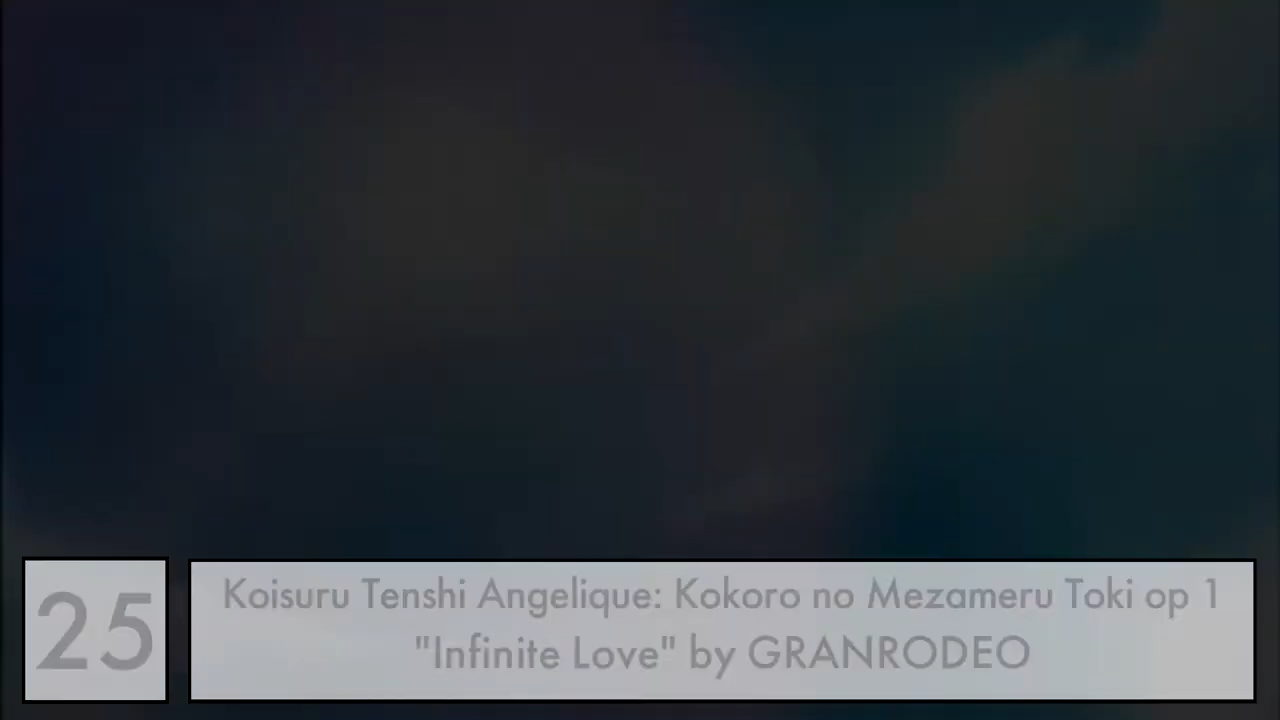 25
Koisuru Tenshi Angelique: Kokoro no Mezameru Toki op 1
"Infinite Love" by GRANRODEO